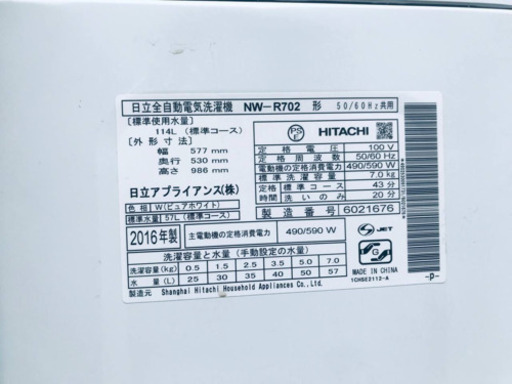 日立全自動電気洗濯機 NW-R702 形 50/60Hz共用
[標準使用水量]
114L (標準コース)
[外形寸法]
幅 577 mm
奥行 530 mm
高さ 986 mm
日立アプライアンス(株)
PS E HITACHI
定格電圧 100 V
定格周波数 50/60 Hz
電動機の定格消費電力 490/590 W
標準洗濯容量 7.0kg
時間 標準コース 43分
時間 洗いのみ 20分
色柄 W(ピュアホワイト)
標準水量 57L (標準コース)
製造番号 6021676
2016年製 主電動機の定格消費電力 490/590 W
JET
G
洗濯容量と水量 (手動設定の水量)
洗濯容量(kg) 0.5 1.5 2.5 3.5 5.0 7.0
水量 (L) 25 30 35 40 50 57
MADE IN CHINA
1CHSE2112-A
-p-
製造元 Shanghai Hitachi Household Appliances Co., Ltd.